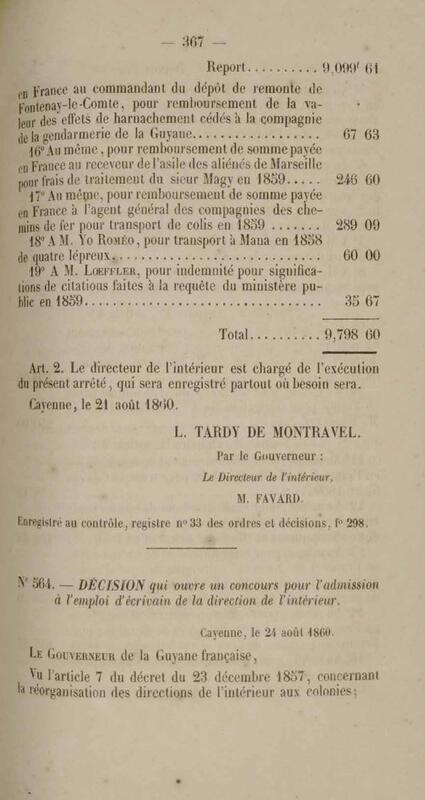 — 367 —
Report.......... 9,099f 61
en France au commandant du dépôt de remonte de
Fontenay-le-Comte, pour remboursement de la va-
leur des effets de harnachement cédés à la compagnie
de la gendarmerie de la Guyane.................. 67 63
16° Au même, pour remboursement de somme payée
en France au receveur de l'asile des aliénés de Marseille
pour frais de traitement du sieur Magy en 1859..... 246 60
17° Au même, pour remboursement de somme payée
en France à l'agent général des compagnies des che-
mins de fer pour transport de colis en 1859 ....... 289 09
18° A M. Yo Roméo, pour transport à Mana en 1858
de quatre lépreux.............................. 60 00
19° A M. Lœffler, pour indemnité pour significa-
tions de citations faites à la requête du ministère pu-
blic en 1859.................................. 35 67
Total.......... 9,798 60
Art. 2. Le directeur de l'intérieur est chargé de l'exécution
du présent arrêté, qui sera enregistré partout où besoin sera.
Cayenne, le 21 août 1860.
L. TARDY DE MONTRAVEL.
Par le Gouverneur :
Le Directeur de l'intérieur,
M. FAVARD.
Enregistré au contrôle, registre n° 33 des ordres et décisions, f° 298.
N° 564. — DÉCISION qui ouvre un concours pour l'admission
à l'emploi d'écrivain de la direction de l'intérieur.
Cayenne, le 24 août 1860.
Le Gouverneur de la Guyane française,
Vu l'article 7 du décret du 23 décembre 1857, concernant
la réorganisation des directions de l'intérieur aux colonies;